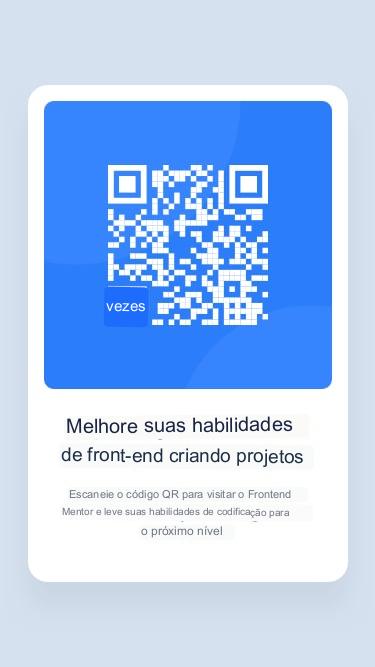 vezes
Melhore suas habilidades
de front-end criando projetos
Escaneie o código QR para visitar o Frontend
Mentor e leve suas habilidades de codificação para
o próximo nível